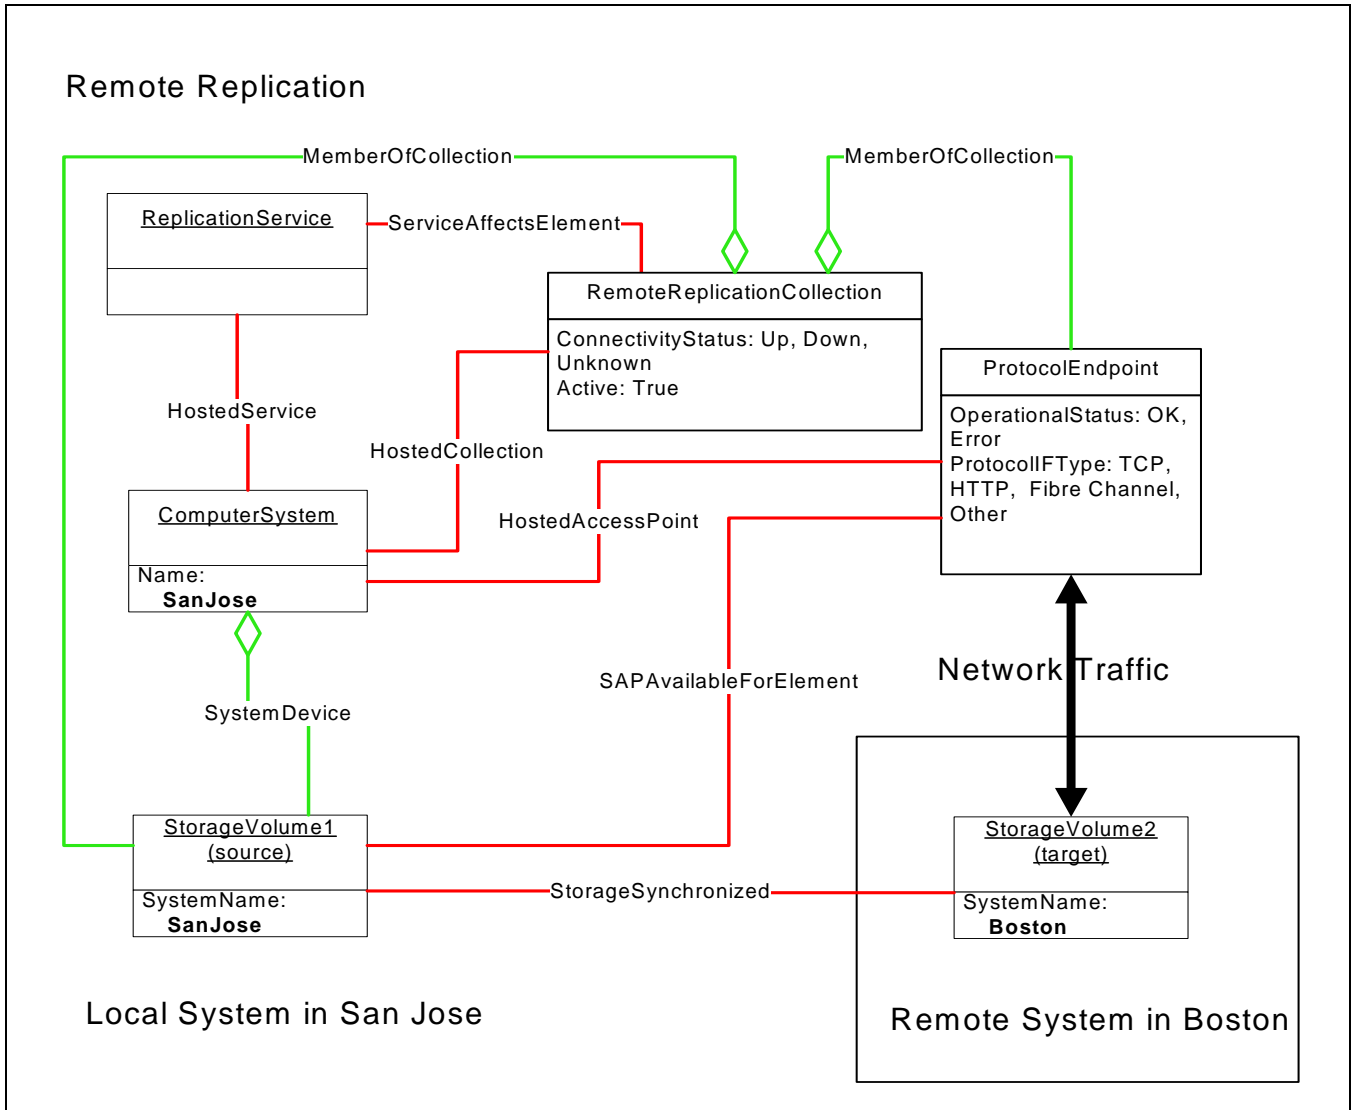 Remote Replication
MemberOfCollection
MemberOfCollection
ReplicationService
ServiceAffectsElement
RemoteReplicationCollection
ConnectivityStatus: Up, Down,
Unknown
Active: True
ProtocolEndpoint
OperationalStatus: OK,
Error
ProtocolIFType: TCP,
HTTP, Fibre Channel,
Other
HostedService
HostedCollection
ComputerSystem
Name:
SanJose
HostedAccessPoint
SAPAvailableForElement
Network Traffic
SystemDevice
StorageVolume1
(source)
SystemName:
SanJose
StorageSynchronized
StorageVolume2
(target)
SystemName:
Boston
Local System in San Jose
Remote System in Boston